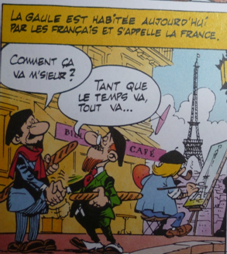 LA GAULE EST HABITÉE AUJOURD'HUI
PAR LES FRANÇAIS ET S'APPELLE LA FRANCE.
COMMENT ÇA
VA M'SIEUR?
TANT QUE
LE TEMPS VA,
TOUT VA...
CAFÉ